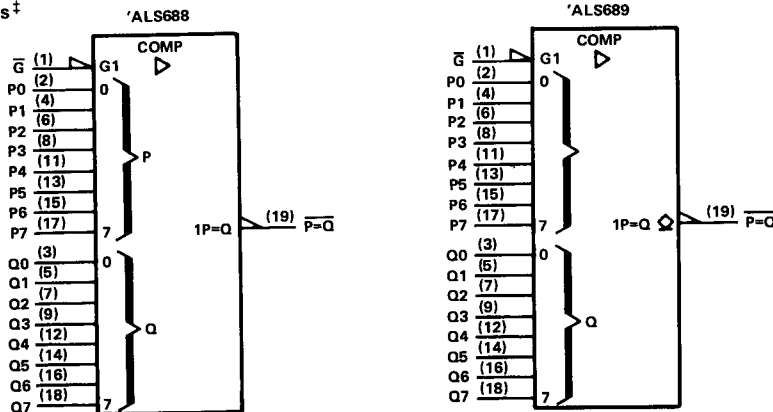 s‡
'ALS688
COMP
G̅ (1) G1
P0 (2) 0
P1 (4)
P2 (6)
P3 (8)
P4 (11)
P5 (13)
P6 (15)
P7 (17) 7
P
Q0 (3) 0
Q1 (5)
Q2 (7)
Q3 (9)
Q4 (12)
Q5 (14)
Q6 (16)
Q7 (18) 7
Q
1P=Q (19) P̅=̅Q̅
'ALS689
COMP
G̅ (1) G1
P0 (2) 0
P1 (4)
P2 (6)
P3 (8)
P4 (11)
P5 (13)
P6 (15)
P7 (17) 7
Q0 (3) 0
Q1 (5)
Q2 (7)
Q3 (9)
Q4 (12)
Q5 (14)
Q6 (16)
Q7 (18) 7
Q
1P=Q (19) P̅=̅Q̅